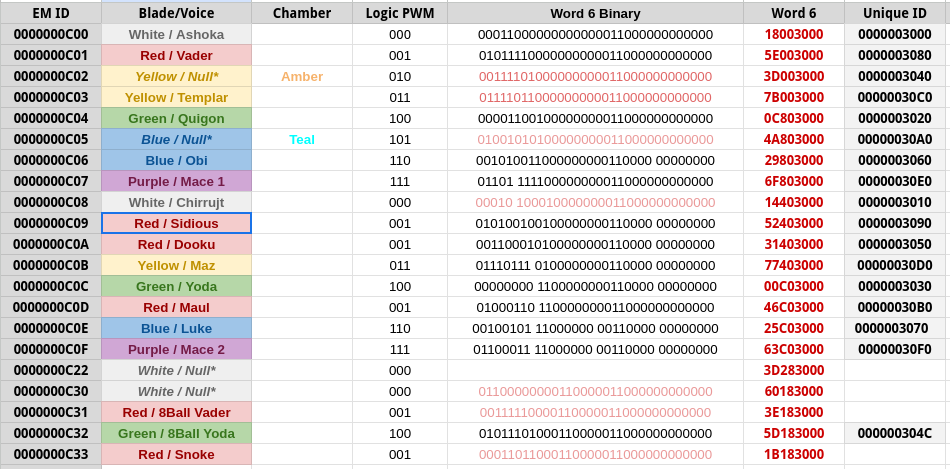 EM ID Blade/Voice Chamber Logic PWM Word 6 Binary Word 6 Unique ID
0000000C00 White / Ashoka 000 00011000000000000011000000000000 18003000 0000003000
0000000C01 Red / Vader 001 01011110000000000011000000000000 5E003000 0000003080
0000000C02 Yellow / Null* Amber 010 00111101000000000011000000000000 3D003000 0000003040
0000000C03 Yellow / Templar 011 01111011000000000011000000000000 7B003000 00000030C0
0000000C04 Green / Quigon 100 00001100100000000011000000000000 0C803000 0000003020
0000000C05 Blue / Null* Teal 101 01001010100000000011000000000000 4A803000 00000030A0
0000000C06 Blue / Obi 110 001010011000000000110000 00000000 29803000 0000003060
0000000C07 Purple / Mace 1 111 01101 111100000000011000000000000 6F803000 00000030E0
0000000C08 White / Chirrujt 000 00010 100010000000011000000000000 14403000 0000003010
0000000C09 Red / Sidious 001 010100100100000000110000 00000000 52403000 0000003090
0000000C0A Red / Dooku 001 001100010100000000110000 00000000 31403000 0000003050
0000000C0B Yellow / Maz 011 01110111 0100000000110000 00000000 77403000 00000030D0
0000000C0C Green / Yoda 100 00000000 1100000000110000 00000000 00C03000 0000003030
0000000C0D Red / Maul 001 01000110 110000000011000000000000 46C03000 00000030B0
0000000C0E Blue / Luke 110 00100101 11000000 00110000 00000000 25C03000 0000003070
0000000C0F Purple / Mace 2 111 01100011 11000000 00110000 00000000 63C03000 00000030F0
0000000C22 White / Null* 000 3D283000
0000000C30 White / Null* 000 01100000000110000011000000000000 60183000
0000000C31 Red / 8Ball Vader 001 00111110000110000011000000000000 3E183000
0000000C32 Green / 8Ball Yoda 100 01011101000110000011000000000000 5D183000 000000304C
0000000C33 Red / Snoke 001 00011011000110000011000000000000 1B183000